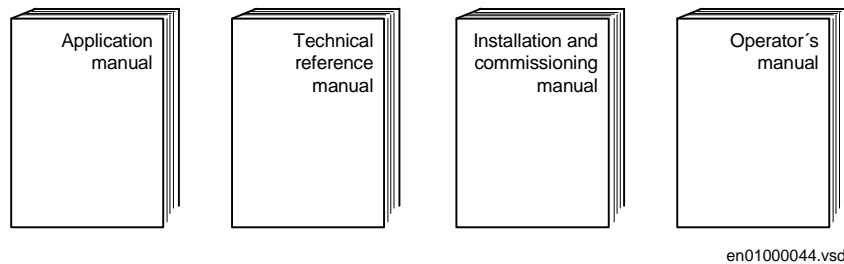 Application
manual
Technical
reference
manual
Installation and
commissioning
manual
Operator´s
manual
en01000044.vsd